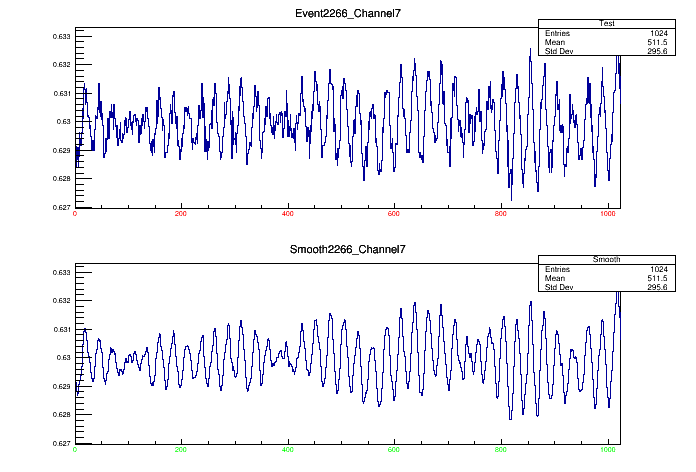 Event2266_Channel7
Test
Entries 1024
Mean 511.5
Std Dev 295.6
0.633
0.632
0.631
0.63
0.629
0.628
0.627
0 200 400 600 800 1000
Smooth2266_Channel7
Smooth
Entries 1024
Mean 511.5
Std Dev 295.6
0.633
0.632
0.631
0.63
0.629
0.628
0.627
0 200 400 600 800 1000